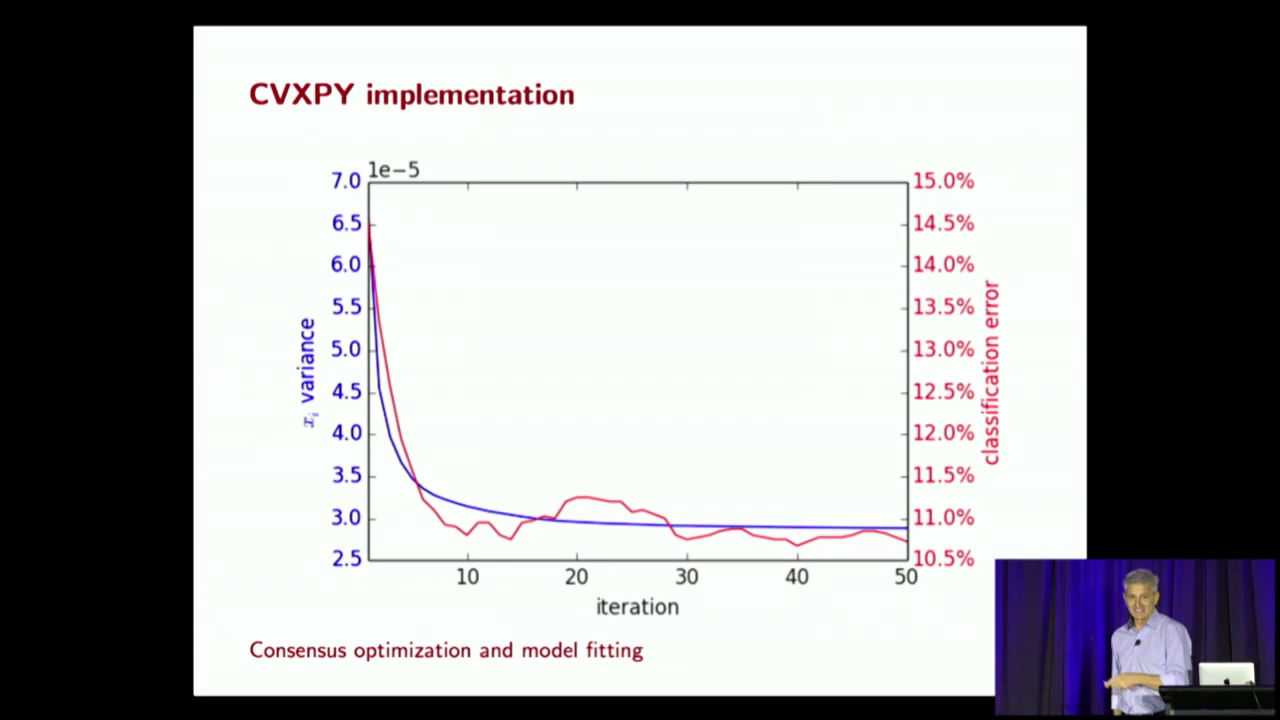 CVXPY implementation
1e−5
7.0
6.5
6.0
5.5
5.0
4.5
4.0
3.5
3.0
2.5
xᵢ variance
15.0%
14.5%
14.0%
13.5%
13.0%
12.5%
12.0%
11.5%
11.0%
10.5%
classification error
10 20 30 40 50
iteration
Consensus optimization and model fitting